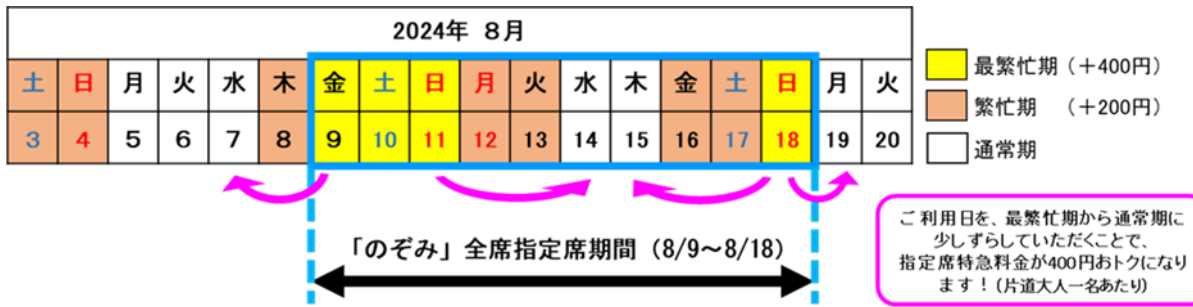 2024年 8月
土 日 月 火 水 木 金 土 日 月 火 水 木 金 土 日 月 火
3 4 5 6 7 8 9 10 11 12 13 14 15 16 17 18 19 20
最繁忙期（＋400円）
繁忙期　（＋200円）
通常期
「のぞみ」全席指定席期間（8/9～8/18）
ご利用日を、最繁忙期から通常期に
少しずらしていただくことで、
指定席特急料金が400円おトクになり
ます！（片道大人一名あたり）